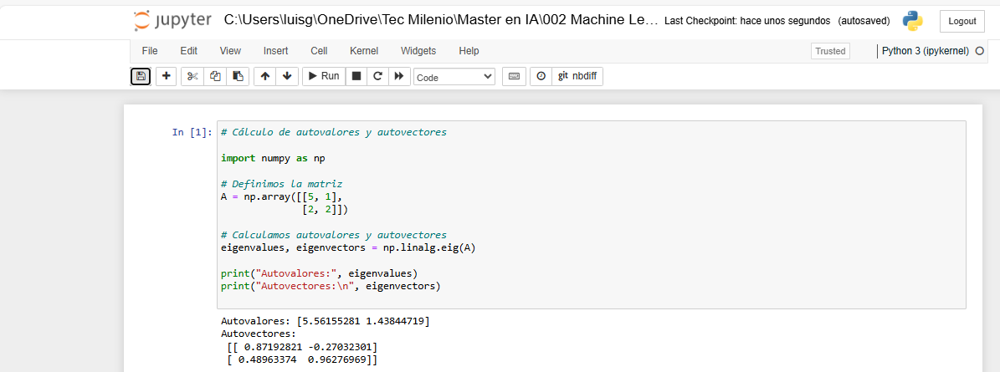 jupyter C:\Users\luisg\OneDrive\Tec Milenio\Master en IA\002 Machine Le... Last Checkpoint: hace unos segundos (autosaved) Logout
File Edit View Insert Cell Kernel Widgets Help Trusted Python 3 (ipykernel)
Run Code git nbdiff
In [1]: # Cálculo de autovalores y autovectores
import numpy as np
# Definimos la matriz
A = np.array([[5, 1],
[2, 2]])
# Calculamos autovalores y autovectores
eigenvalues, eigenvectors = np.linalg.eig(A)
print("Autovalores:", eigenvalues)
print("Autovectores:\n", eigenvectors)
Autovalores: [5.56155281 1.43844719]
Autovectores:
[[ 0.87192821 -0.27032301]
[ 0.48963374 0.96276969]]